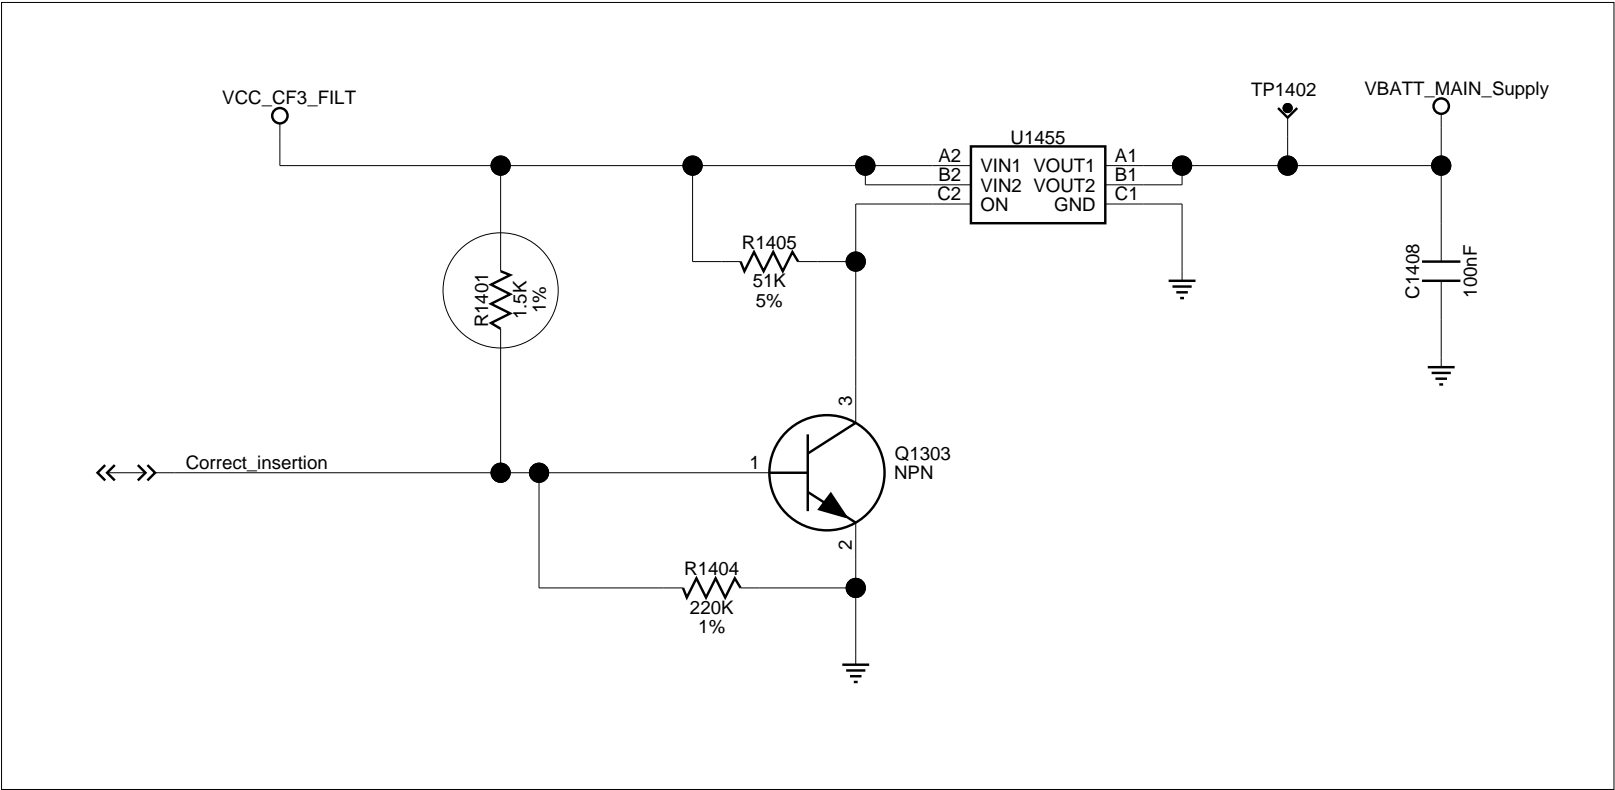 VCC_CF3_FILT
TP1402
VBATT_MAIN_Supply
U1455
A2
VIN1
VOUT1
A1
B2
VIN2
VOUT2
B1
C2
ON
GND
C1
R1405
51K
5%
R1401
1.5K
1%
C1408
100nF
3
Correct_insertion
1
Q1303
NPN
2
R1404
220K
1%